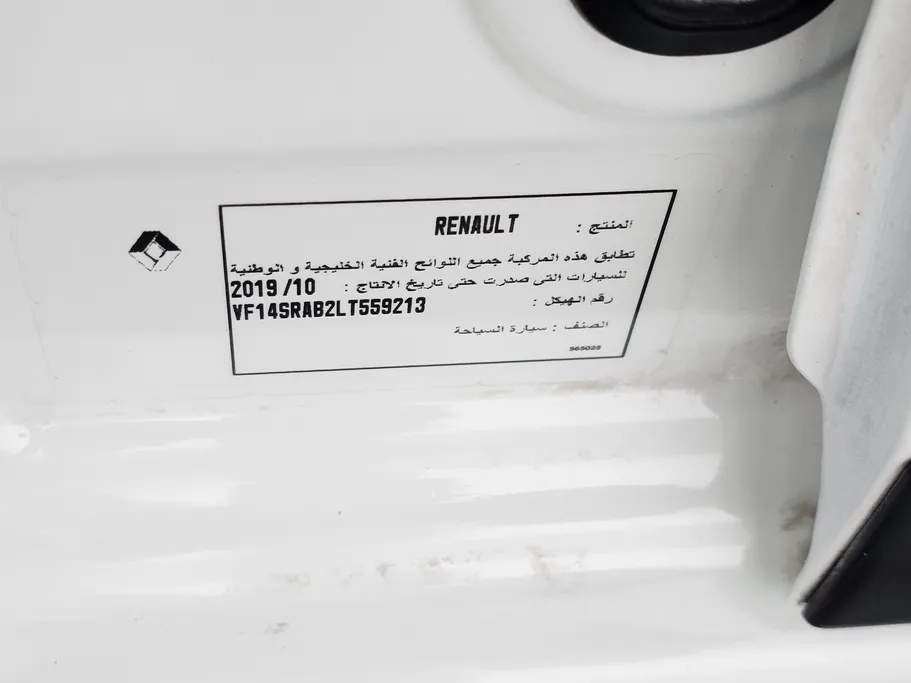 المنتج : RENAULT
تطابق هذه المركبة جميع اللوائح الفنية الخليجية و الوطنية
للسيارات التى صدرت حتى تاريخ الانتاج : 2019/10
رقم الهيكل : VF14SRAB2LT559213
الصنف : سيارة السياحة
565025